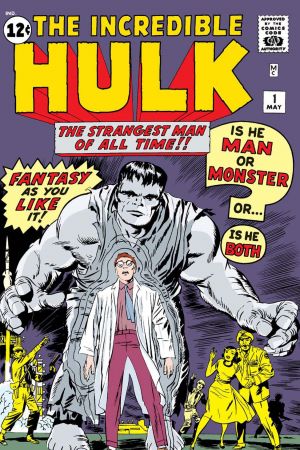 IND.
12¢
THE INCREDIBLE
HULK
APPROVED
BY THE
COMICS
CODE
AUTHORITY
MC
1
MAY
THE STRANGEST MAN
OF ALL TIME!!
IS HE
MAN
OR
MONSTER
OR...
IS HE
BOTH
FANTASY
AS YOU
LIKE
IT!